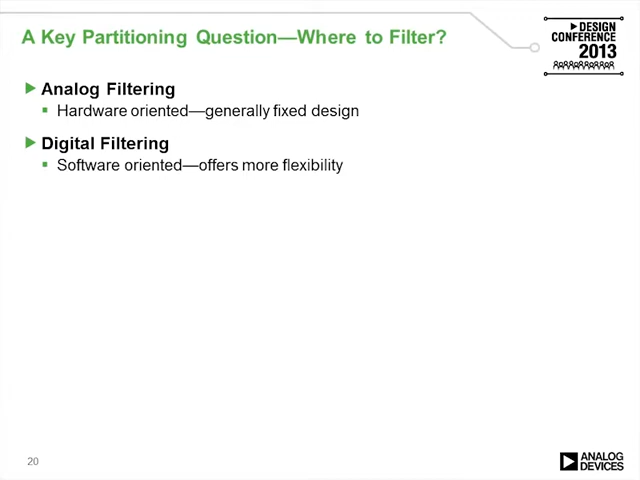 A Key Partitioning Question—Where to Filter?
DESIGN
CONFERENCE
2013
Analog Filtering
Hardware oriented—generally fixed design
Digital Filtering
Software oriented—offers more flexibility
20
ANALOG
DEVICES